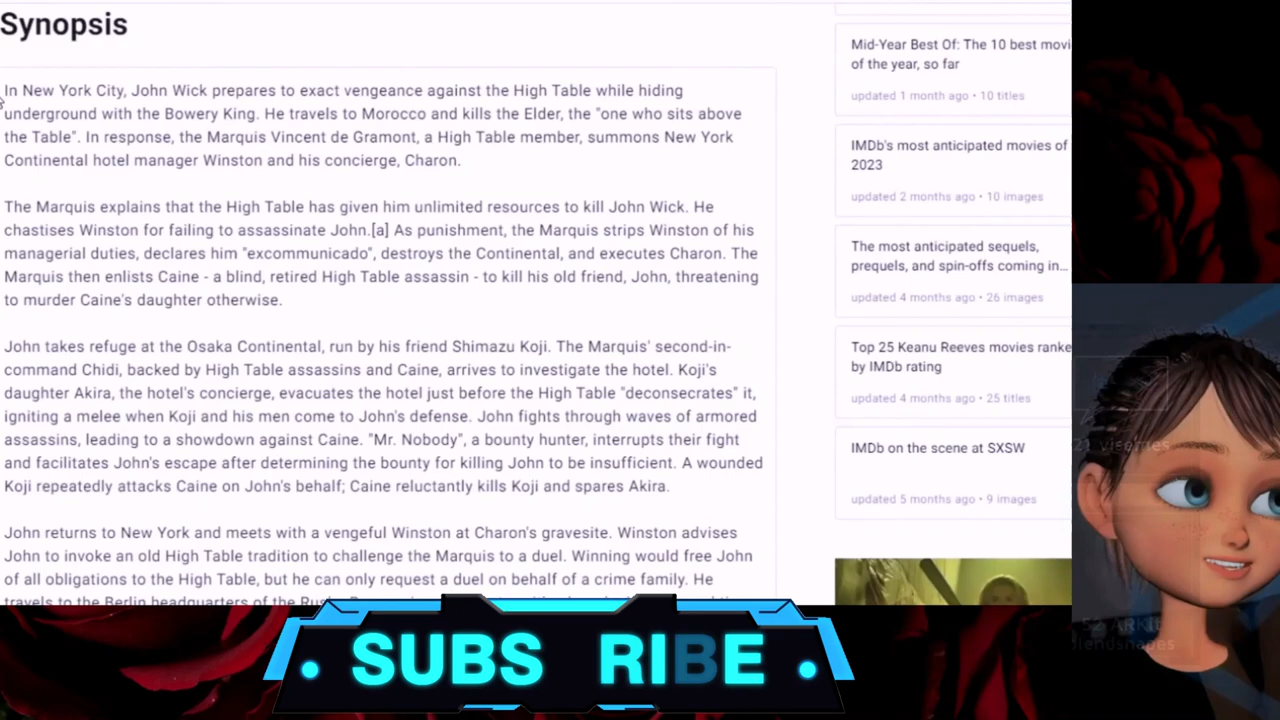 Synopsis
In New York City, John Wick prepares to exact vengeance against the High Table while hiding
underground with the Bowery King. He travels to Morocco and kills the Elder, the "one who sits above
the Table". In response, the Marquis Vincent de Gramont, a High Table member, summons New York
Continental hotel manager Winston and his concierge, Charon.
The Marquis explains that the High Table has given him unlimited resources to kill John Wick. He
chastises Winston for failing to assassinate John.[a] As punishment, the Marquis strips Winston of his
managerial duties, declares him "excommunicado", destroys the Continental, and executes Charon. The
Marquis then enlists Caine - a blind, retired High Table assassin - to kill his old friend, John, threatening
to murder Caine's daughter otherwise.
John takes refuge at the Osaka Continental, run by his friend Shimazu Koji. The Marquis' second-in-
command Chidi, backed by High Table assassins and Caine, arrives to investigate the hotel. Koji's
daughter Akira, the hotel's concierge, evacuates the hotel just before the High Table "deconsecrates" it,
igniting a melee when Koji and his men come to John's defense. John fights through waves of armored
assassins, leading to a showdown against Caine. "Mr. Nobody", a bounty hunter, interrupts their fight
and facilitates John's escape after determining the bounty for killing John to be insufficient. A wounded
Koji repeatedly attacks Caine on John's behalf; Caine reluctantly kills Koji and spares Akira.
John returns to New York and meets with a vengeful Winston at Charon's gravesite. Winston advises
John to invoke an old High Table tradition to challenge the Marquis to a duel. Winning would free John
of all obligations to the High Table, but he can only request a duel on behalf of a crime family. He
travels to the Berlin headquarters of the
Mid-Year Best Of: The 10 best movi
of the year, so far
updated 1 month ago • 10 titles
IMDb's most anticipated movies of
2023
updated 2 months ago • 10 images
The most anticipated sequels,
prequels, and spin-offs coming in...
updated 4 months ago • 26 images
Top 25 Keanu Reeves movies ranke
by IMDb rating
updated 4 months ago • 25 titles
IMDb on the scene at SXSW
updated 5 months ago • 9 images
21 visemes
52 ARKit
blendshapes
SUBS RIBE